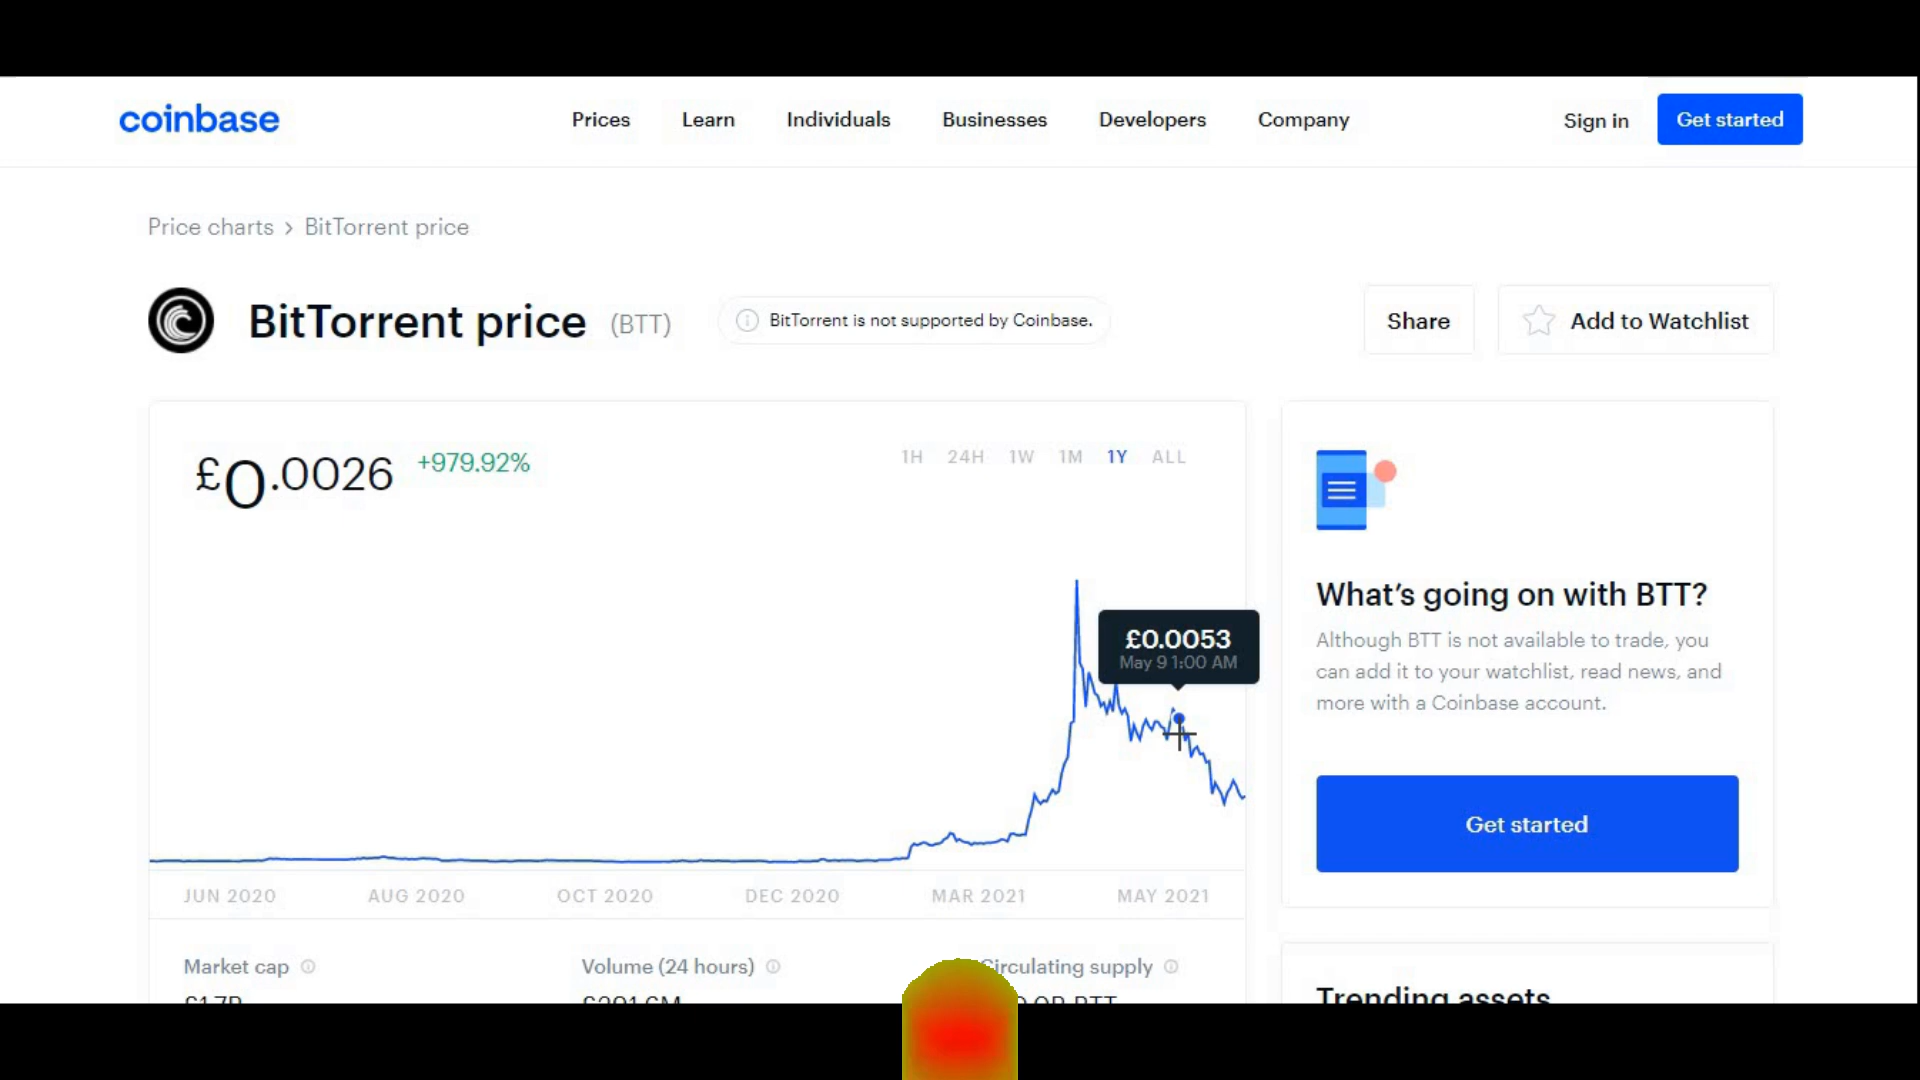 coinbase
Prices Learn Individuals Businesses Developers Company
Sign in Get started
Price charts > BitTorrent price
BitTorrent price (BTT)
BitTorrent is not supported by Coinbase.
Share
Add to Watchlist
£0.0026 +979.92%
1H 24H 1W 1M 1Y ALL
£0.0053
May 9 1:00 AM
JUN 2020 AUG 2020 OCT 2020 DEC 2020 MAR 2021 MAY 2021
Market cap
Volume (24 hours)
Circulating supply
What's going on with BTT?
Although BTT is not available to trade, you
can add it to your watchlist, read news, and
more with a Coinbase account.
Get started
Trending assets